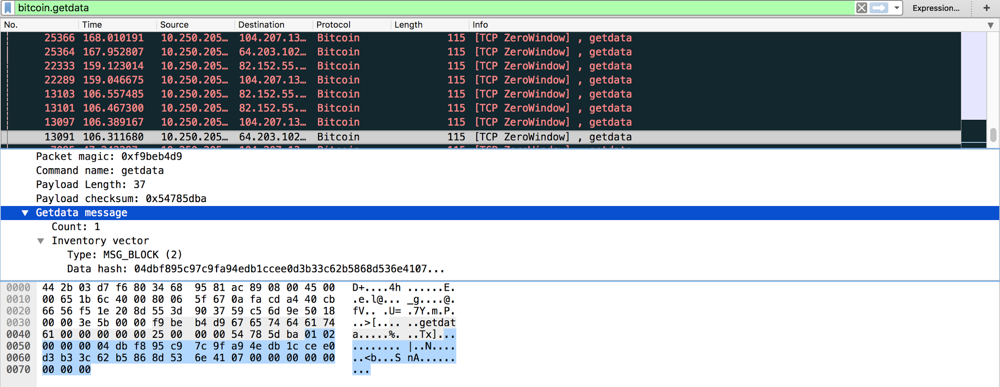 bitcoin.getdata Expression... +
No. Time Source Destination Protocol Length Info
25366 168.010191 10.250.205… 104.207.13… Bitcoin 115 [TCP ZeroWindow] , getdata
25364 167.952807 10.250.205… 64.203.102… Bitcoin 115 [TCP ZeroWindow] , getdata
22333 159.123014 10.250.205… 82.152.55.… Bitcoin 115 [TCP ZeroWindow] , getdata
22289 159.046675 10.250.205… 104.207.13… Bitcoin 115 [TCP ZeroWindow] , getdata
13103 106.557485 10.250.205… 82.152.55.… Bitcoin 115 [TCP ZeroWindow] , getdata
13101 106.467300 10.250.205… 82.152.55.… Bitcoin 115 [TCP ZeroWindow] , getdata
13097 106.389167 10.250.205… 104.207.13… Bitcoin 115 [TCP ZeroWindow] , getdata
13091 106.311680 10.250.205… 64.203.102… Bitcoin 115 [TCP ZeroWindow] , getdata
Packet magic: 0xf9beb4d9
Command name: getdata
Payload Length: 37
Payload checksum: 0x54785dba
Getdata message
Count: 1
Inventory vector
Type: MSG_BLOCK (2)
Data hash: 04dbf895c97c9fa94edb1ccee0d3b33c62b5868d536e4107...
0000 44 2b 03 d7 f6 80 34 68 95 81 ac 89 08 00 45 00 D+....4h ......E.
0010 00 65 1b 6c 40 00 80 06 5f 67 0a fa cd a4 40 cb .e.l@... _g....@.
0020 66 56 f5 1e 20 8d 55 3d 90 37 59 c5 6d 9e 50 18 fV.. .U= .7Y.m.P.
0030 00 00 3e 5b 00 00 f9 be b4 d9 67 65 74 64 61 74 ..>[.... ..getdat
0040 61 00 00 00 00 00 25 00 00 00 54 78 5d ba 01 02 a.....%. ..Tx]...
0050 00 00 00 04 db f8 95 c9 7c 9f a9 4e db 1c ce e0 ........ |..N....
0060 d3 b3 3c 62 b5 86 8d 53 6e 41 07 00 00 00 00 00 ..<b...S nA......
0070 00 00 00 ...